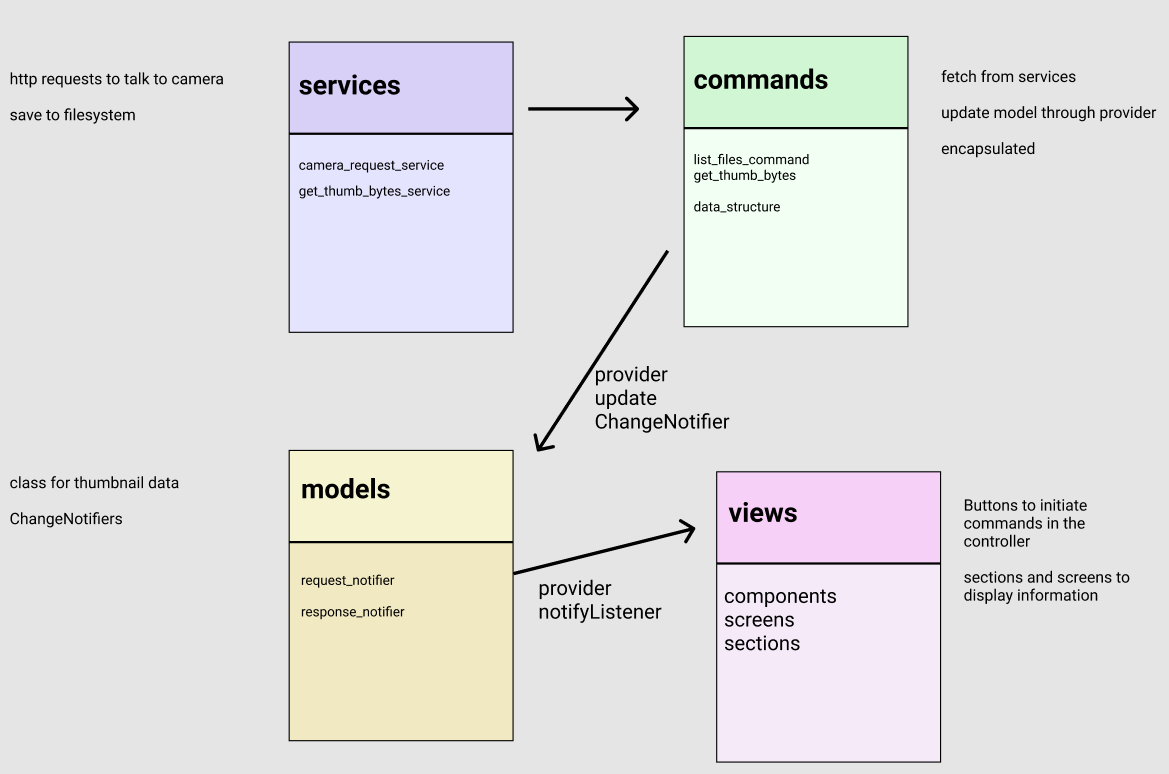 http requests to talk to camera
save to filesystem
services
camera_request_service
get_thumb_bytes_service
commands
list_files_command
get_thumb_bytes
data_structure
fetch from services
update model through provider
encapsulated
provider
update
ChangeNotifier
class for thumbnail data
ChangeNotifiers
models
request_notifier
response_notifier
provider
notifyListener
views
components
screens
sections
Buttons to initiate
commands in the
controller
sections and screens to
display information